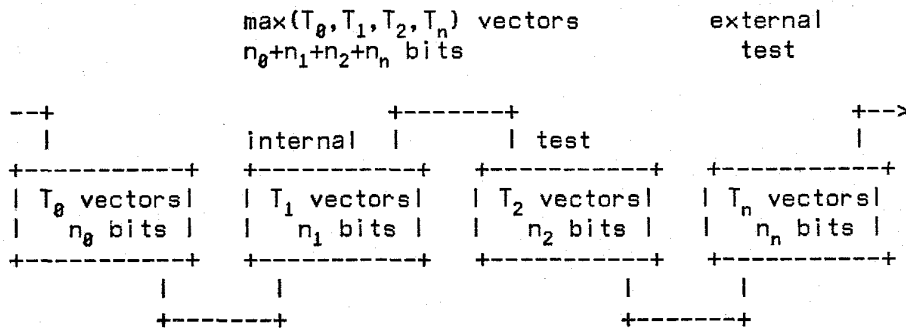 max(T₀,T₁,T₂,Tₙ) vectors external
n₀+n₁+n₂+nₙ bits test
internal test
T₀ vectors T₁ vectors T₂ vectors Tₙ vectors
n₀ bits n₁ bits n₂ bits nₙ bits